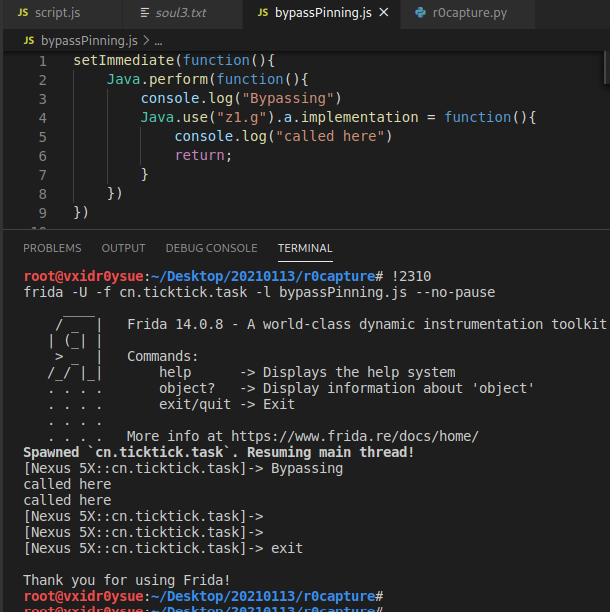 JS script.js
soul3.txt
JS bypassPinning.js ×
r0capture.py
JS bypassPinning.js > ...
1 setImmediate(function(){
2     Java.perform(function(){
3         console.log("Bypassing")
4         Java.use("z1.g").a.implementation = function(){
5             console.log("called here")
6             return;
7         }
8     })
9 })
PROBLEMS OUTPUT DEBUG CONSOLE TERMINAL
root@vxidr0ysue:~/Desktop/20210113/r0capture# !2310
frida -U -f cn.ticktick.task -l bypassPinning.js --no-pause
     ____
    / _  |   Frida 14.0.8 - A world-class dynamic instrumentation toolkit
   | (_| |
    > _  |   Commands:
   /_/ |_|       help      -> Displays the help system
   . . . .       object?   -> Display information about 'object'
   . . . .       exit/quit -> Exit
   . . . .
   . . . .   More info at https://www.frida.re/docs/home/
Spawned `cn.ticktick.task`. Resuming main thread!
[Nexus 5X::cn.ticktick.task]-> Bypassing
called here
called here
[Nexus 5X::cn.ticktick.task]->
[Nexus 5X::cn.ticktick.task]->
[Nexus 5X::cn.ticktick.task]-> exit
Thank you for using Frida!
root@vxidr0ysue:~/Desktop/20210113/r0capture#
root@vxidr0ysue:~/Desktop/20210113/r0capture#